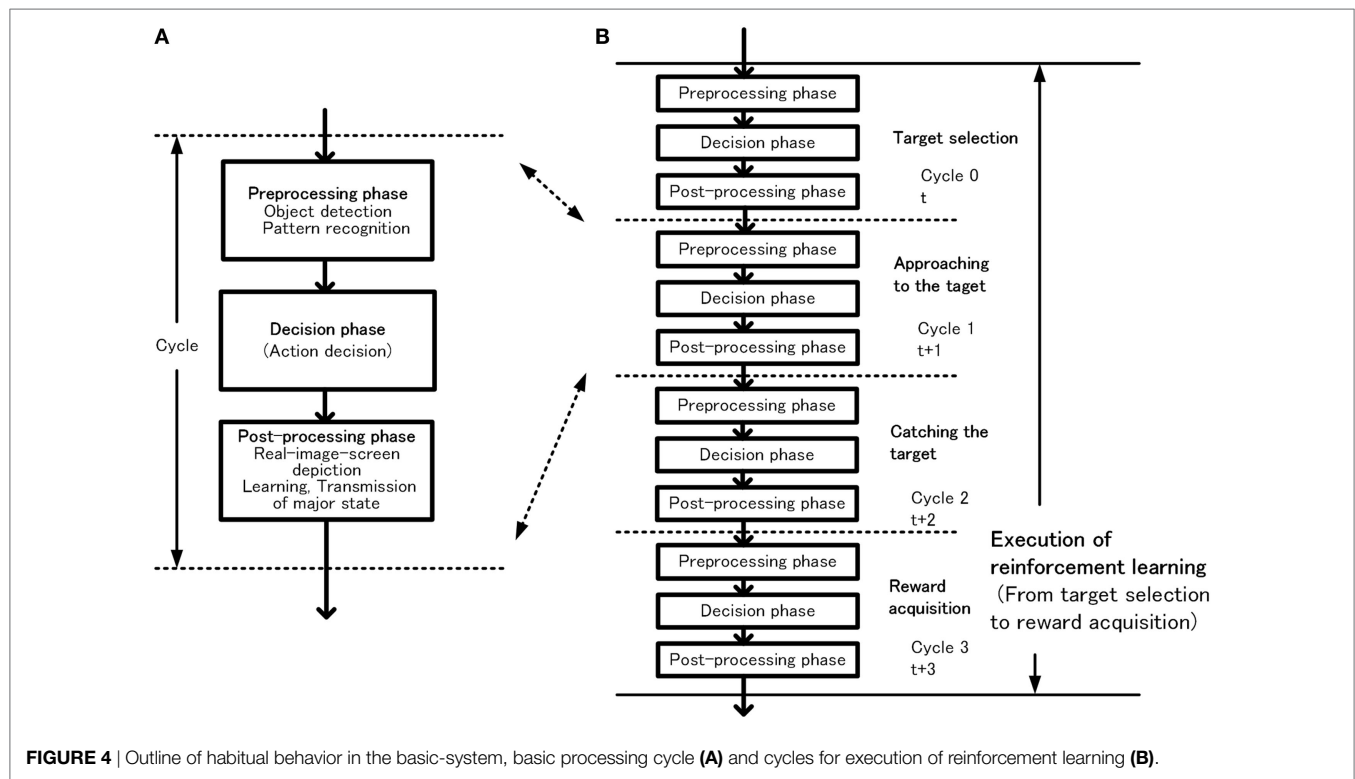 A
Preprocessing phase
Object detection
Pattern recognition
Decision phase
(Action decision)
Cycle
Post-processing phase
Real-image-screen
depiction
Learning, Transmission
of major state
B
Preprocessing phase
Decision phase
Post-processing phase
Target selection
Cycle 0
t
Preprocessing phase
Decision phase
Post-processing phase
Approaching
to the taget
Cycle 1
t+1
Preprocessing phase
Decision phase
Post-processing phase
Catching the
target
Cycle 2
t+2
Preprocessing phase
Decision phase
Post-processing phase
Reward
acquisition
Cycle 3
t+3
Execution of
reinforcement learning
(From target selection
to reward acquisition)
FIGURE 4 | Outline of habitual behavior in the basic-system, basic processing cycle (A) and cycles for execution of reinforcement learning (B).